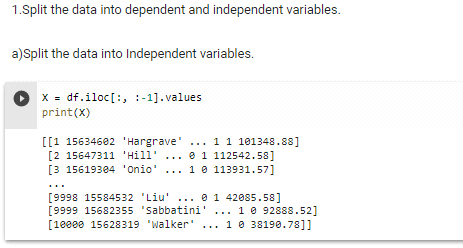 1.Split the data into dependent and independent variables.
a)Split the data into Independent variables.
X = df.iloc[:, :-1].values
print(X)
[[1 15634602 'Hargrave' ... 1 1 101348.88]
[2 15647311 'Hill' ... 0 1 112542.58]
[3 15619304 'Onio' ... 1 0 113931.57]
...
[9998 15584532 'Liu' ... 0 1 42085.58]
[9999 15682355 'Sabbatini' ... 1 0 92888.52]
[10000 15628319 'Walker' ... 1 0 38190.78]]